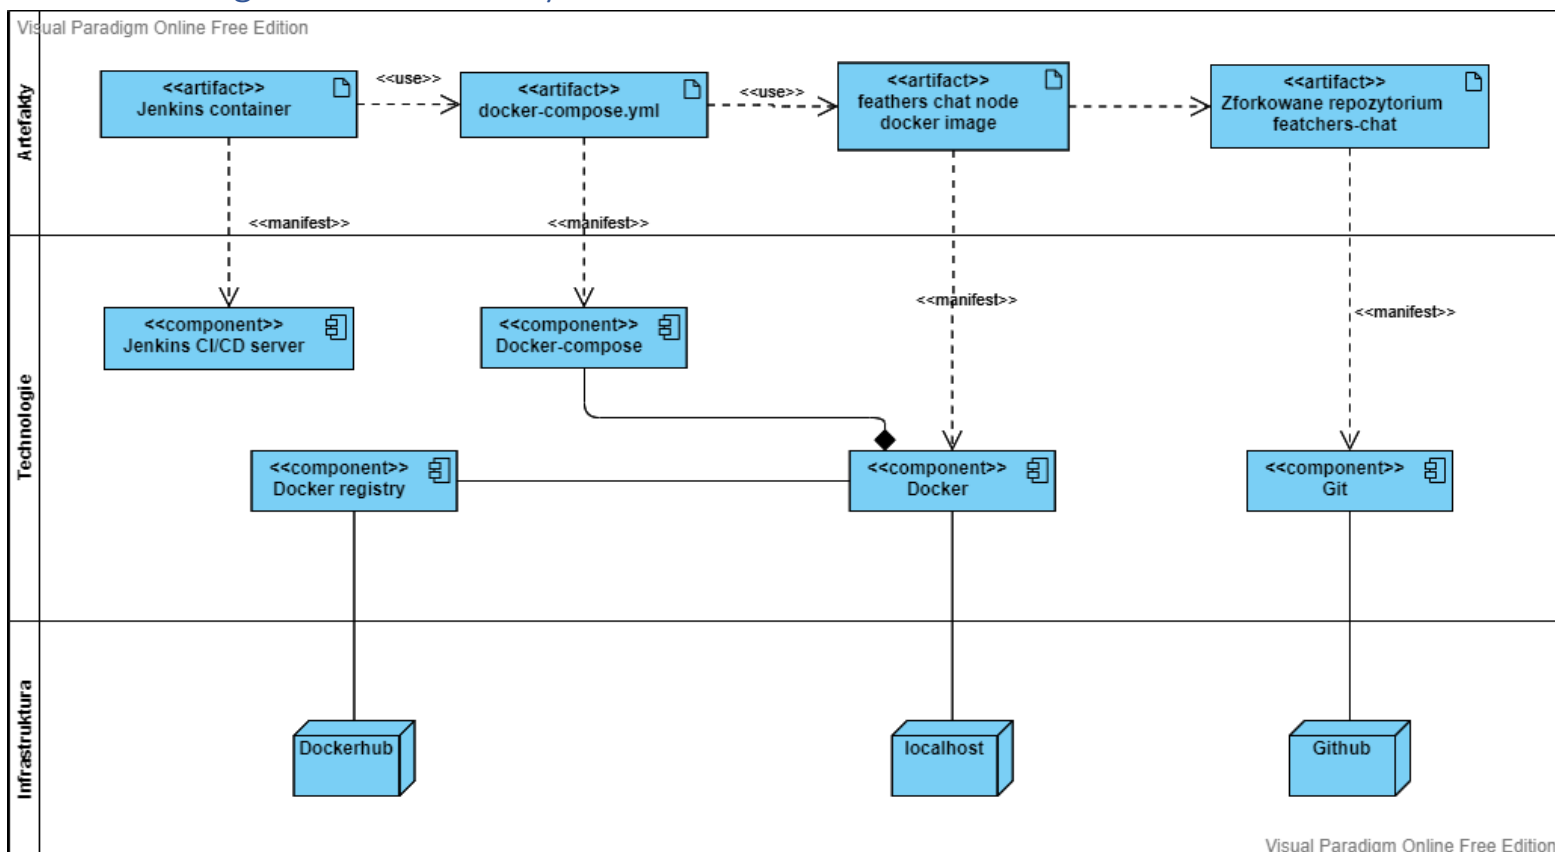 Visual Paradigm Online Free Edition
Artefakty
<<artifact>>
Jenkins container
<<use>>
<<artifact>>
docker-compose.yml
<<use>>
<<artifact>>
feathers chat node
docker image
<<artifact>>
Zforkowane repozytorium
featchers-chat
<<manifest>>
<<manifest>>
<<manifest>>
<<manifest>>
Technologie
<<component>>
Jenkins CI/CD server
<<component>>
Docker-compose
<<component>>
Docker registry
<<component>>
Docker
<<component>>
Git
Infrastruktura
Dockerhub
localhost
Github
Visual Paradigm Online Free Edition